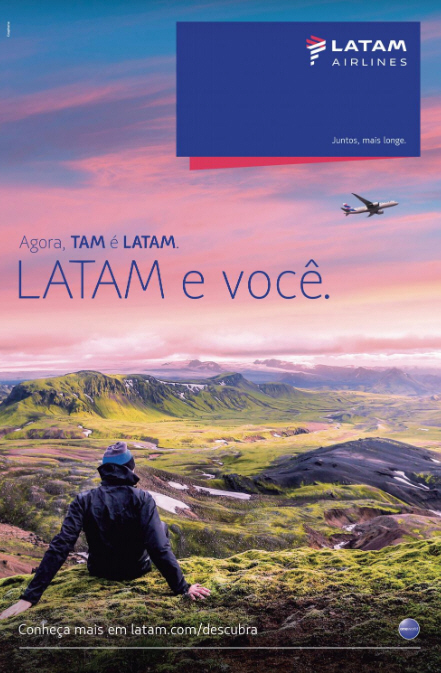 LATAM
AIRLINES
Juntos, mais longe.
Agora, TAM é LATAM.
LATAM e você.
Conheça mais em latam.com/descubra